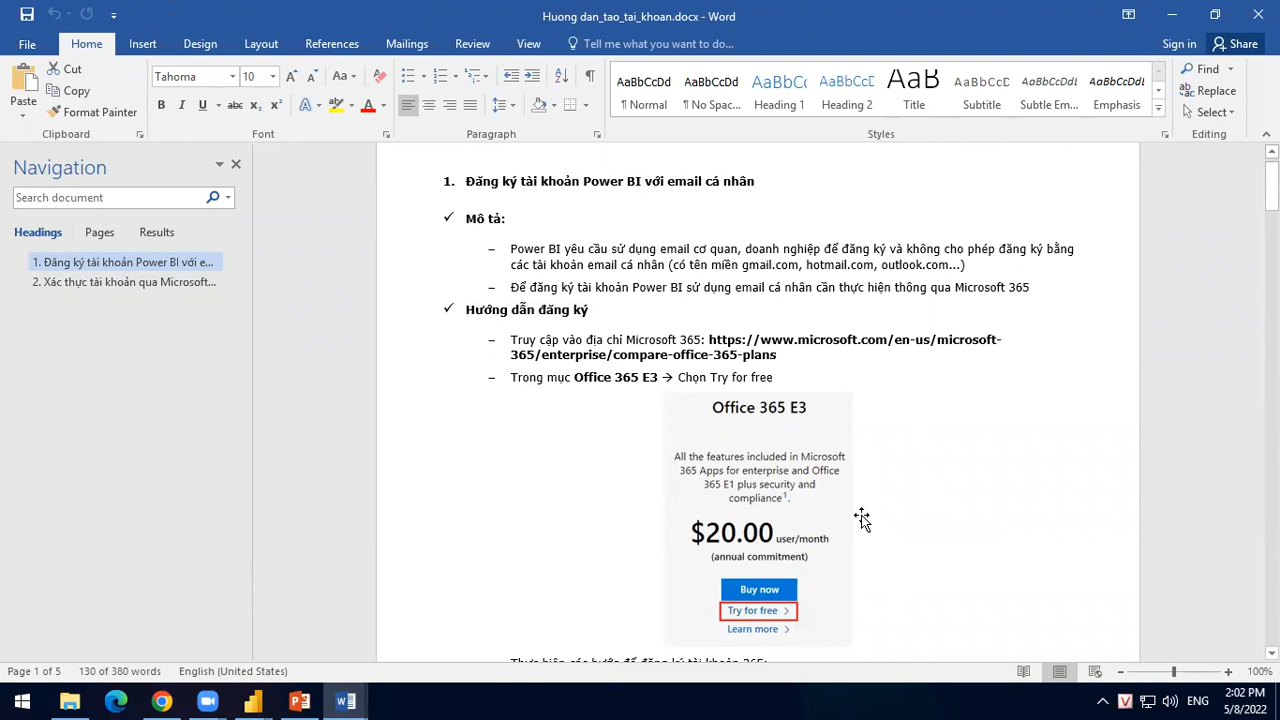 Huong dan_tao_tai_khoan.docx - Word
File Home Insert Design Layout References Mailings Review View Tell me what you want to do... Sign in Share
Paste Cut Copy Format Painter
Tahoma 10
AaBbCcDd AaBbCcDd AaBbCc AaBbCcD AaB AaBbCcD AaBbCcDd AaBbCcDd
¶ Normal ¶ No Spac... Heading 1 Heading 2 Title Subtitle Subtle Em... Emphasis
Find
Replace
Select
Clipboard Font Paragraph Styles Editing
Navigation
Search document
Headings Pages Results
1. Đăng ký tài khoản Power BI với e...
2. Xác thực tài khoản qua Microsoft...
1. Đăng ký tài khoản Power BI với email cá nhân
✓ Mô tả:
– Power BI yêu cầu sử dụng email cơ quan, doanh nghiệp để đăng ký và không cho phép đăng ký bằng
các tài khoản email cá nhân (có tên miền gmail.com, hotmail.com, outlook.com...)
– Để đăng ký tài khoản Power BI sử dụng email cá nhân cần thực hiện thông qua Microsoft 365
✓ Hướng dẫn đăng ký
– Truy cập vào địa chỉ Microsoft 365: https://www.microsoft.com/en-us/microsoft-
365/enterprise/compare-office-365-plans
– Trong mục Office 365 E3 → Chọn Try for free
Office 365 E3
All the features included in Microsoft
365 Apps for enterprise and Office
365 E1 plus security and
compliance¹.
$20.00 user/month
(annual commitment)
Buy now
Try for free >
Learn more >
Thực hiện các bước để đăng ký tài khoản 365:
Page 1 of 5 130 of 380 words English (United States) 100%
ENG
2:02 PM
5/8/2022